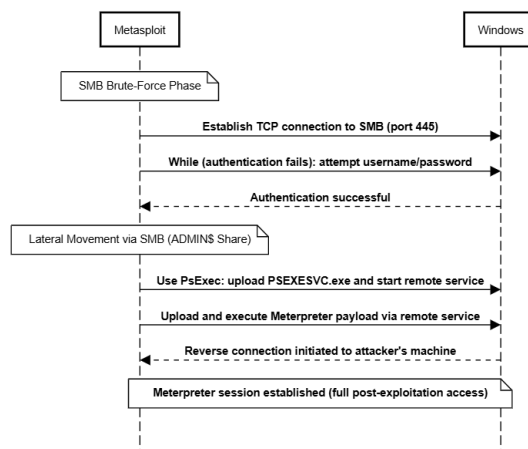 Metasploit
Windows
SMB Brute-Force Phase
Establish TCP connection to SMB (port 445)
While (authentication fails): attempt username/password
Authentication successful
Lateral Movement via SMB (ADMIN$ Share)
Use PsExec: upload PSEXESVC.exe and start remote service
Upload and execute Meterpreter payload via remote service
Reverse connection initiated to attacker's machine
Meterpreter session established (full post-exploitation access)